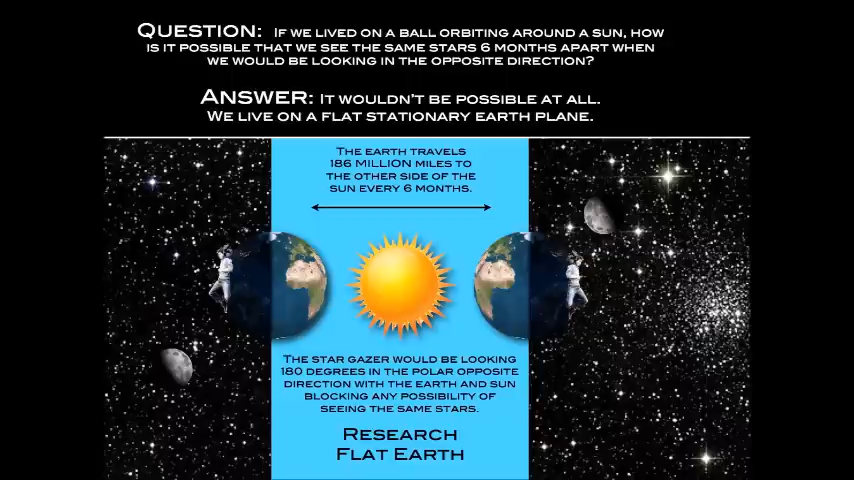 QUESTION: IF WE LIVED ON A BALL ORBITING AROUND A SUN, HOW
IS IT POSSIBLE THAT WE SEE THE SAME STARS 6 MONTHS APART WHEN
WE WOULD BE LOOKING IN THE OPPOSITE DIRECTION?
ANSWER: IT WOULDN'T BE POSSIBLE AT ALL.
WE LIVE ON A FLAT STATIONARY EARTH PLANE.
THE EARTH TRAVELS
186 MILLION MILES TO
THE OTHER SIDE OF THE
SUN EVERY 6 MONTHS.
THE STAR GAZER WOULD BE LOOKING
180 DEGREES IN THE POLAR OPPOSITE
DIRECTION WITH THE EARTH AND SUN
BLOCKING ANY POSSIBILITY OF
SEEING THE SAME STARS.
RESEARCH
FLAT EARTH